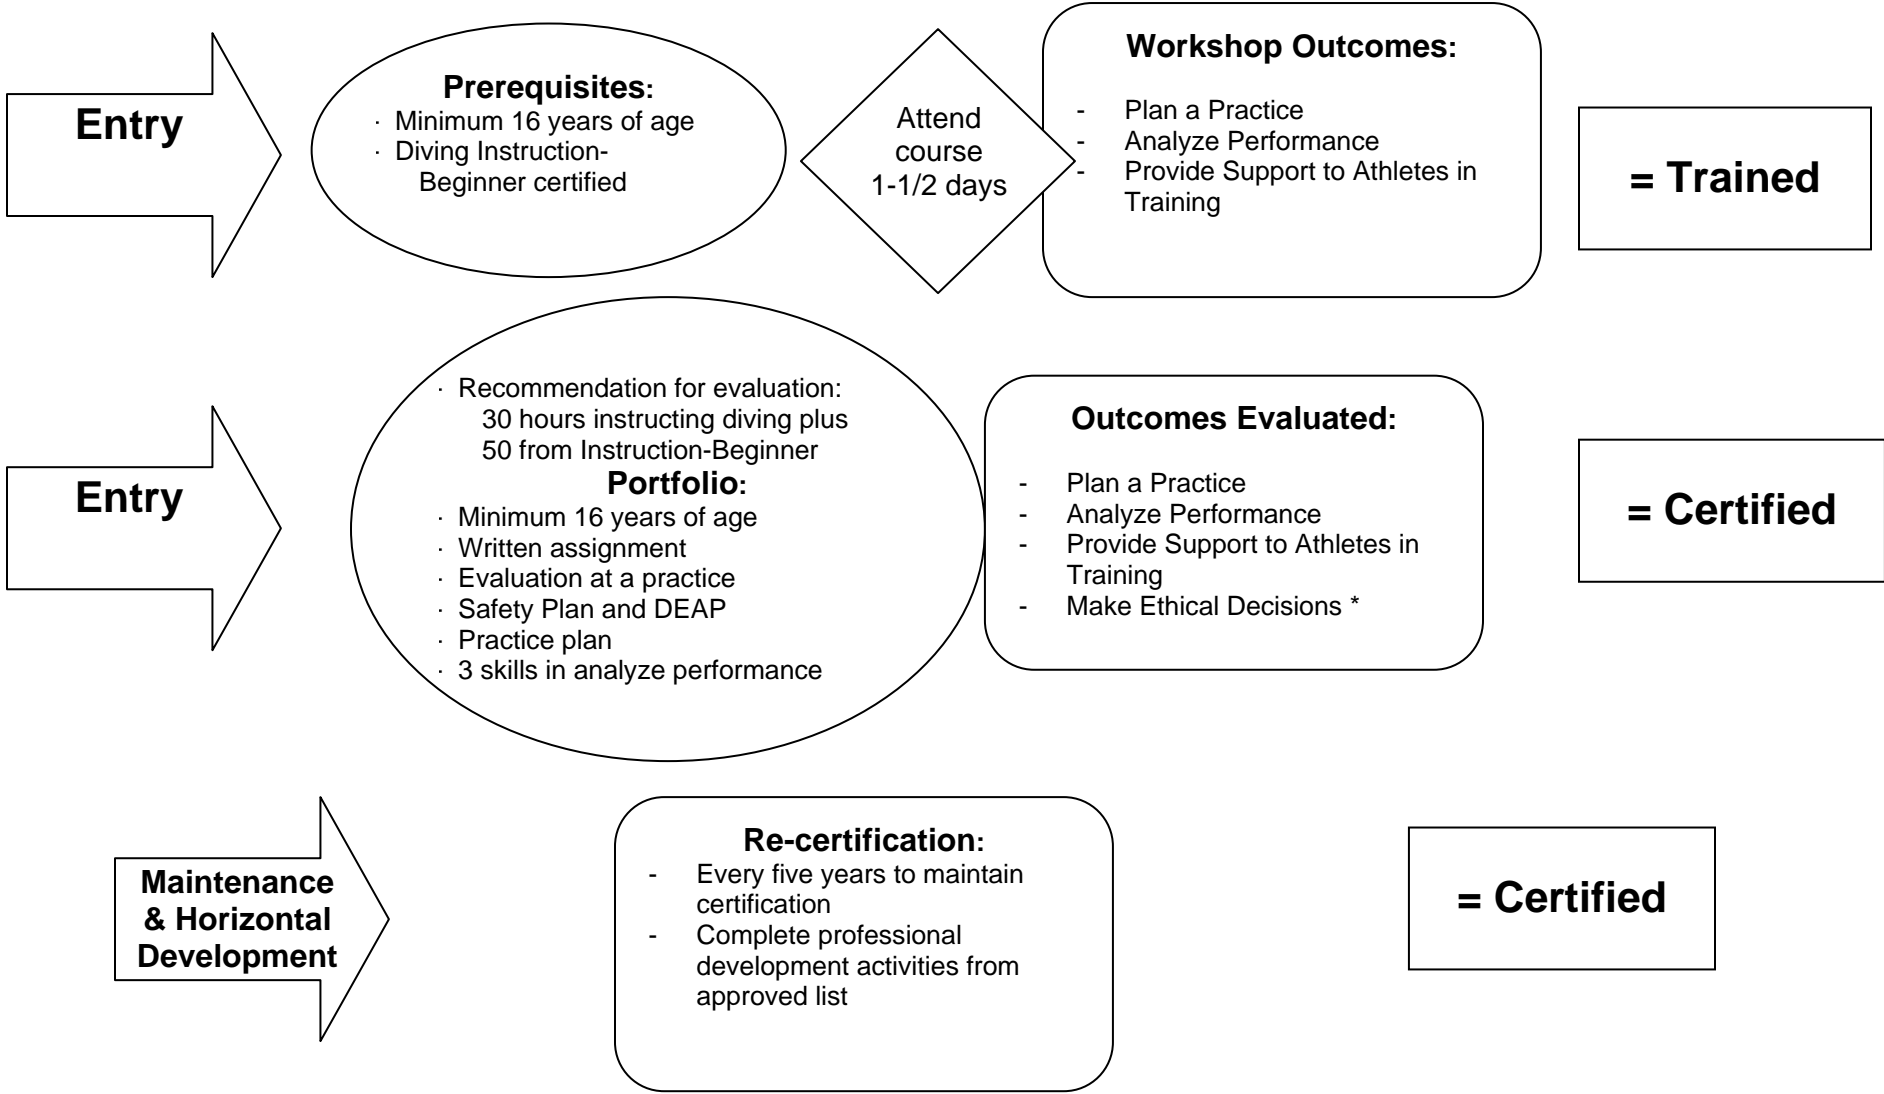 Entry
Prerequisites:
· Minimum 16 years of age
· Diving Instruction-
Beginner certified
Attend
course
1-1/2 days
Workshop Outcomes:
- Plan a Practice
- Analyze Performance
- Provide Support to Athletes in
Training
= Trained
Entry
· Recommendation for evaluation:
30 hours instructing diving plus
50 from Instruction-Beginner
Portfolio:
· Minimum 16 years of age
· Written assignment
· Evaluation at a practice
· Safety Plan and DEAP
· Practice plan
· 3 skills in analyze performance
Outcomes Evaluated:
- Plan a Practice
- Analyze Performance
- Provide Support to Athletes in
Training
- Make Ethical Decisions *
= Certified
Maintenance
& Horizontal
Development
Re-certification:
- Every five years to maintain
certification
- Complete professional
development activities from
approved list
= Certified